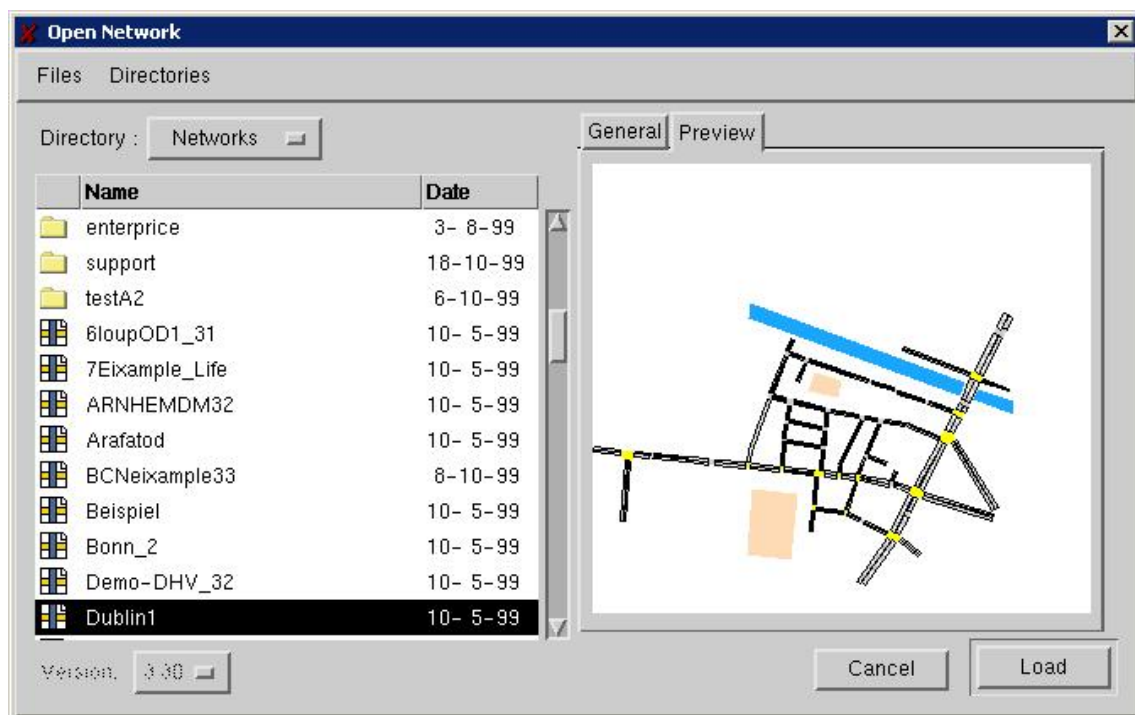 Open Network
Files Directories
Directory : Networks
General Preview
Name Date
enterprice 3- 8-99
support 18-10-99
testA2 6-10-99
6loupOD1_31 10- 5-99
7Eixample_Life 10- 5-99
ARNHEMDM32 10- 5-99
Arafatod 10- 5-99
BCNeixample33 8-10-99
Beispiel 10- 5-99
Bonn_2 10- 5-99
Demo-DHV_32 10- 5-99
Dublin1 10- 5-99
Version: 3.30
Cancel Load